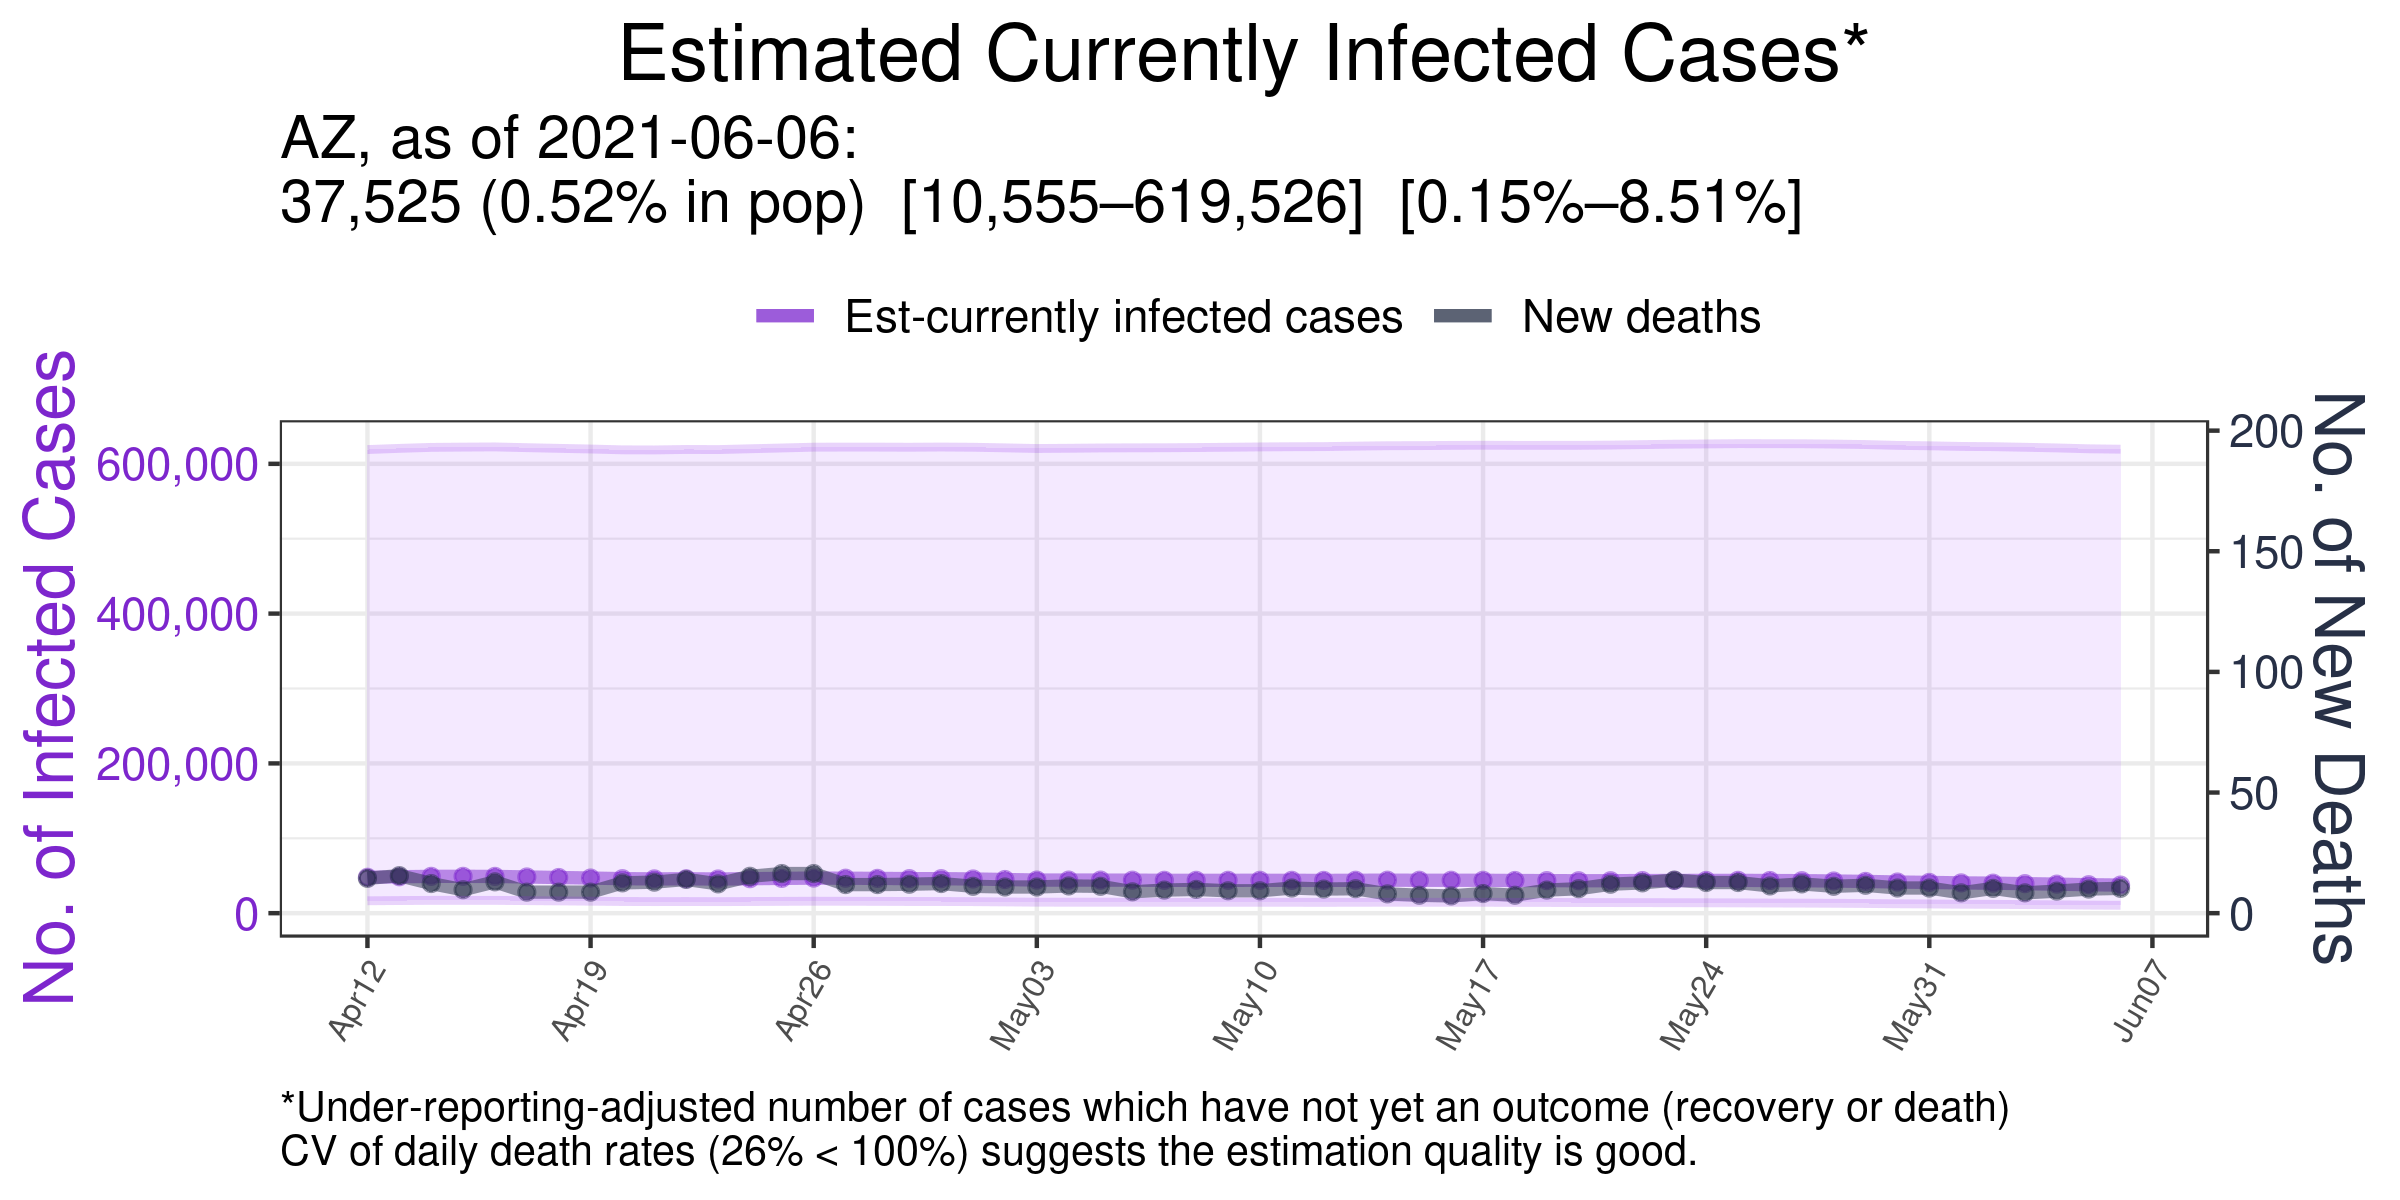 Estimated Currently Infected Cases*
AZ, as of 2021-06-06:
37,525 (0.52% in pop)  [10,555–619,526]  [0.15%–8.51%]
Est-currently infected cases
New deaths
No. of Infected Cases
600,000
400,000
200,000
0
200
150
100
50
0
No. of New Deaths
Apr12
Apr19
Apr26
May03
May10
May17
May24
May31
Jun07
*Under-reporting-adjusted number of cases which have not yet an outcome (recovery or death)
CV of daily death rates (26% < 100%) suggests the estimation quality is good.